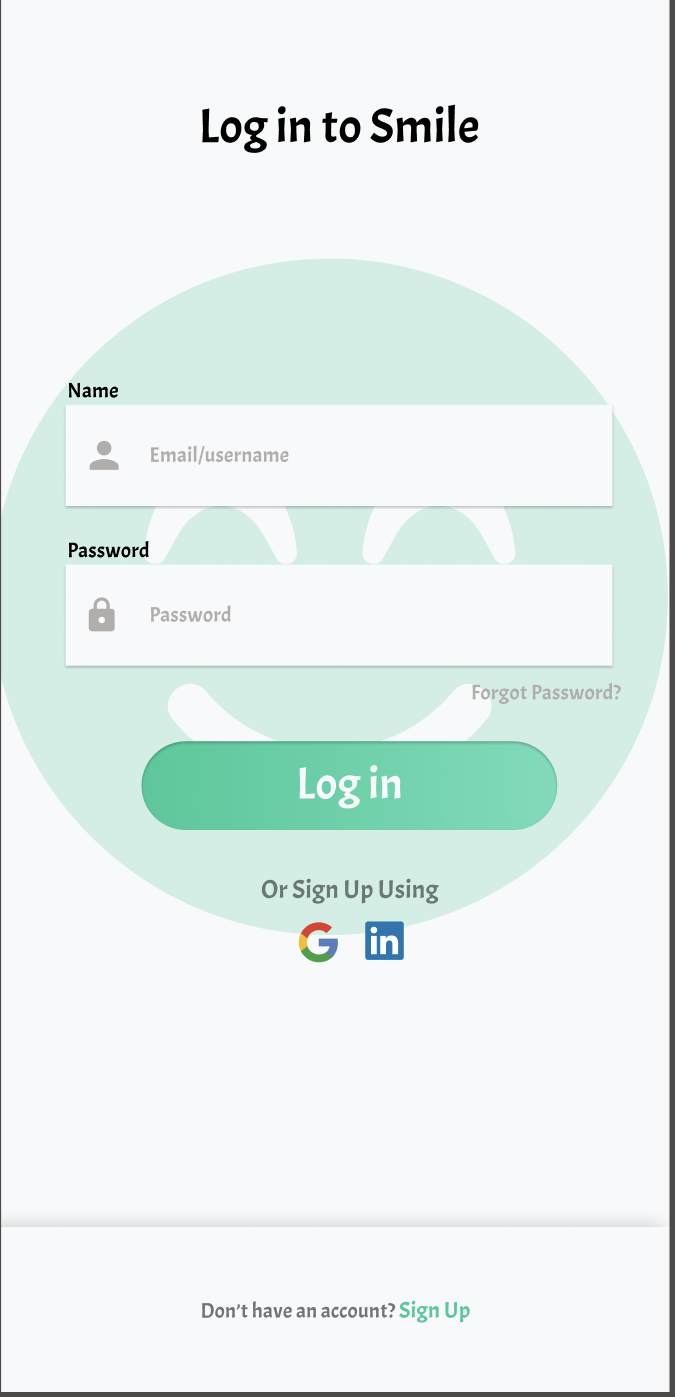 Log in to Smile
Name
Email/username
Password
Password
Forgot Password?
Log in
Or Sign Up Using
G in
Don't have an account? Sign Up